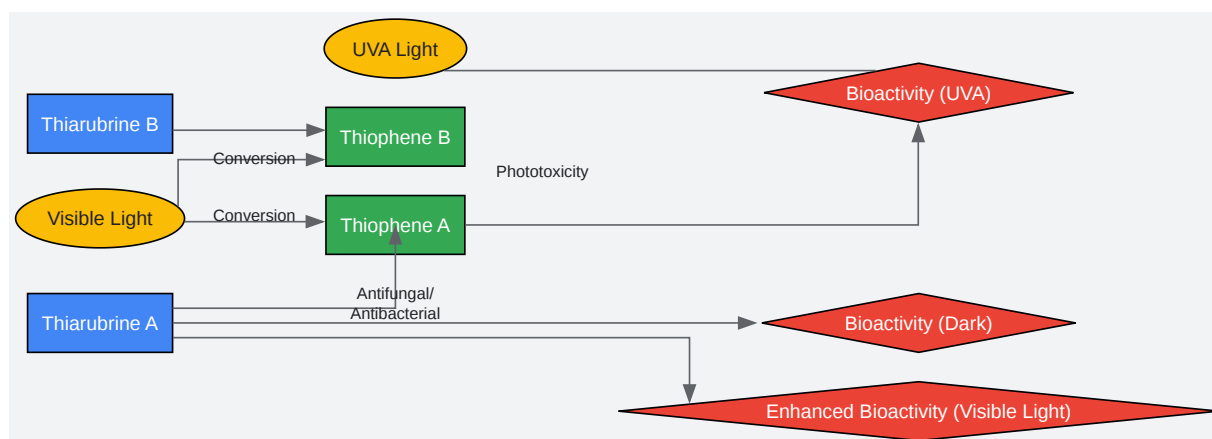 UVA Light
Bioactivity (UVA)
Thiarubrine B
Thiophene B
Conversion
Phototoxicity
Visible Light
Conversion
Thiophene A
Antifungal/
Antibacterial
Thiarubrine A
Bioactivity (Dark)
Enhanced Bioactivity (Visible Light)